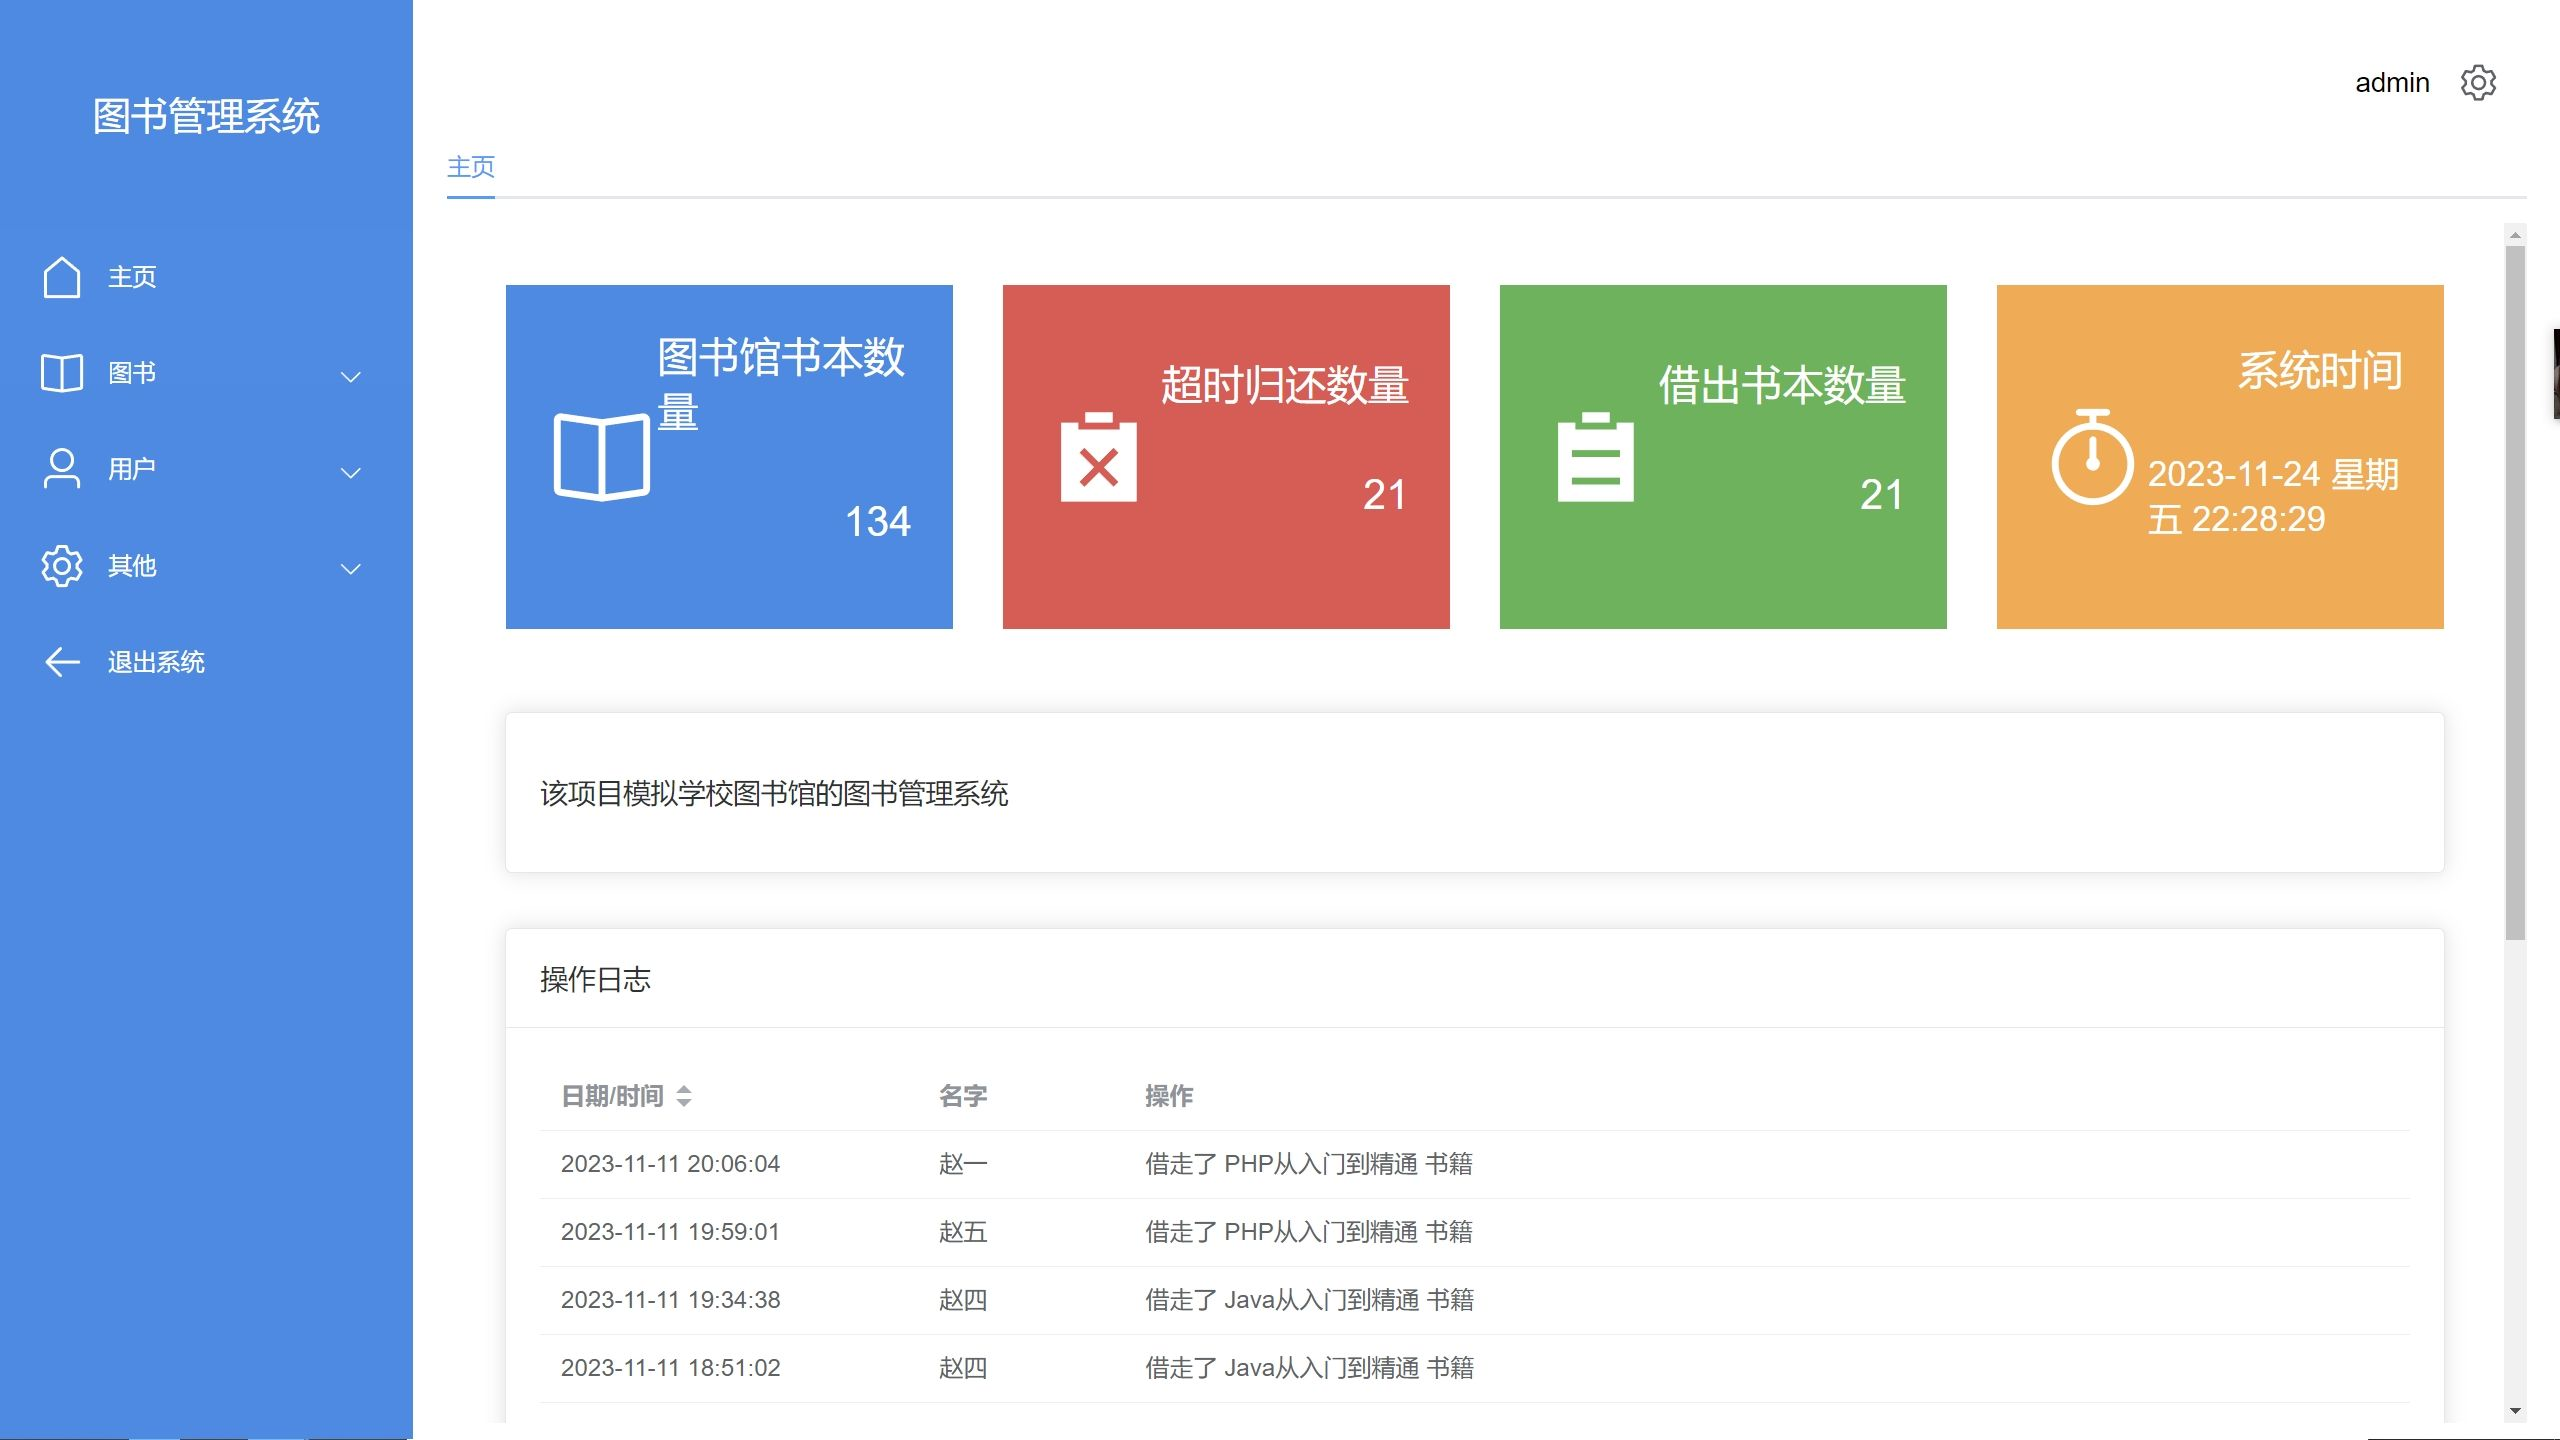 图书管理系统
admin
主页
主页
图书
用户
其他
退出系统
图书馆书本数
量
134
超时归还数量
21
借出书本数量
21
系统时间
2023-11-24 星期
五 22:28:29
该项目模拟学校图书馆的图书管理系统
操作日志
日期/时间 名字 操作
2023-11-11 20:06:04 赵一 借走了 PHP从入门到精通 书籍
2023-11-11 19:59:01 赵五 借走了 PHP从入门到精通 书籍
2023-11-11 19:34:38 赵四 借走了 Java从入门到精通 书籍
2023-11-11 18:51:02 赵四 借走了 Java从入门到精通 书籍